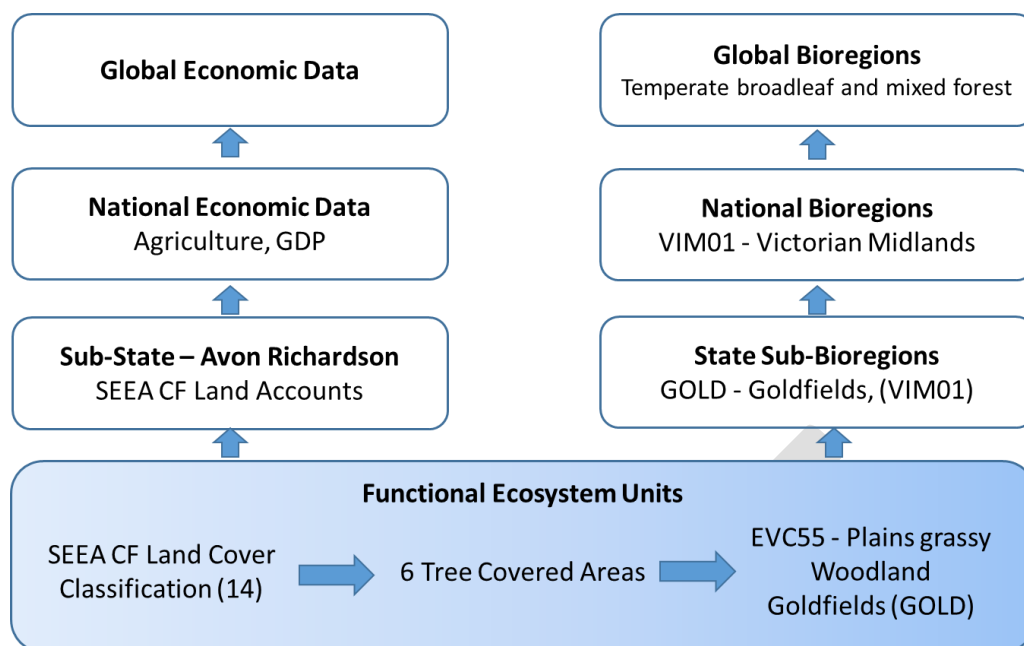 Global Economic Data
Global Bioregions
Temperate broadleaf and mixed forest
National Economic Data
Agriculture, GDP
National Bioregions
VIM01 - Victorian Midlands
Sub-State – Avon Richardson
SEEA CF Land Accounts
State Sub-Bioregions
GOLD - Goldfields, (VIM01)
Functional Ecosystem Units
SEEA CF Land Cover
Classification (14)
6 Tree Covered Areas
EVC55 - Plains grassy
Woodland
Goldfields (GOLD)